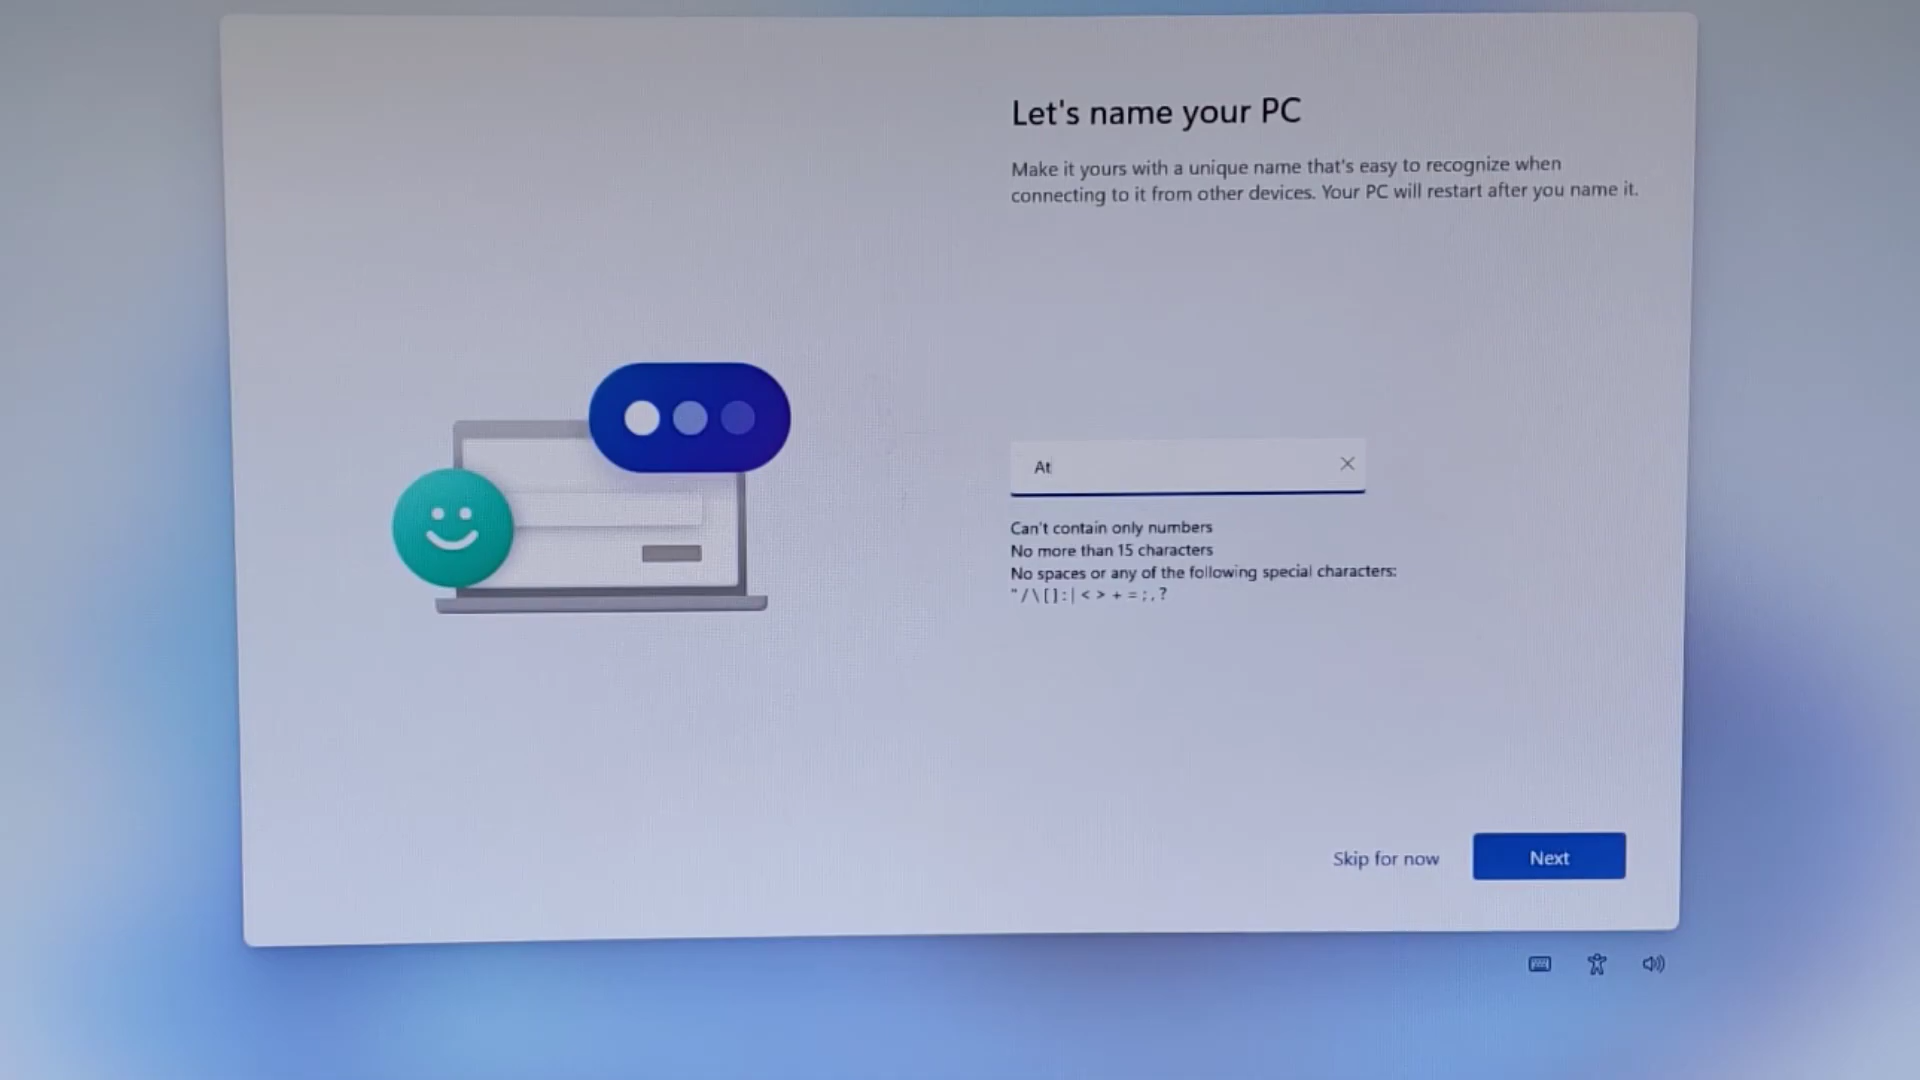 Let's name your PC
Make it yours with a unique name that's easy to recognize when
connecting to it from other devices. Your PC will restart after you name it.
At
Can't contain only numbers
No more than 15 characters
No spaces or any of the following special characters:
" / \ [ ] : | < > + = ; , ?
Skip for now
Next